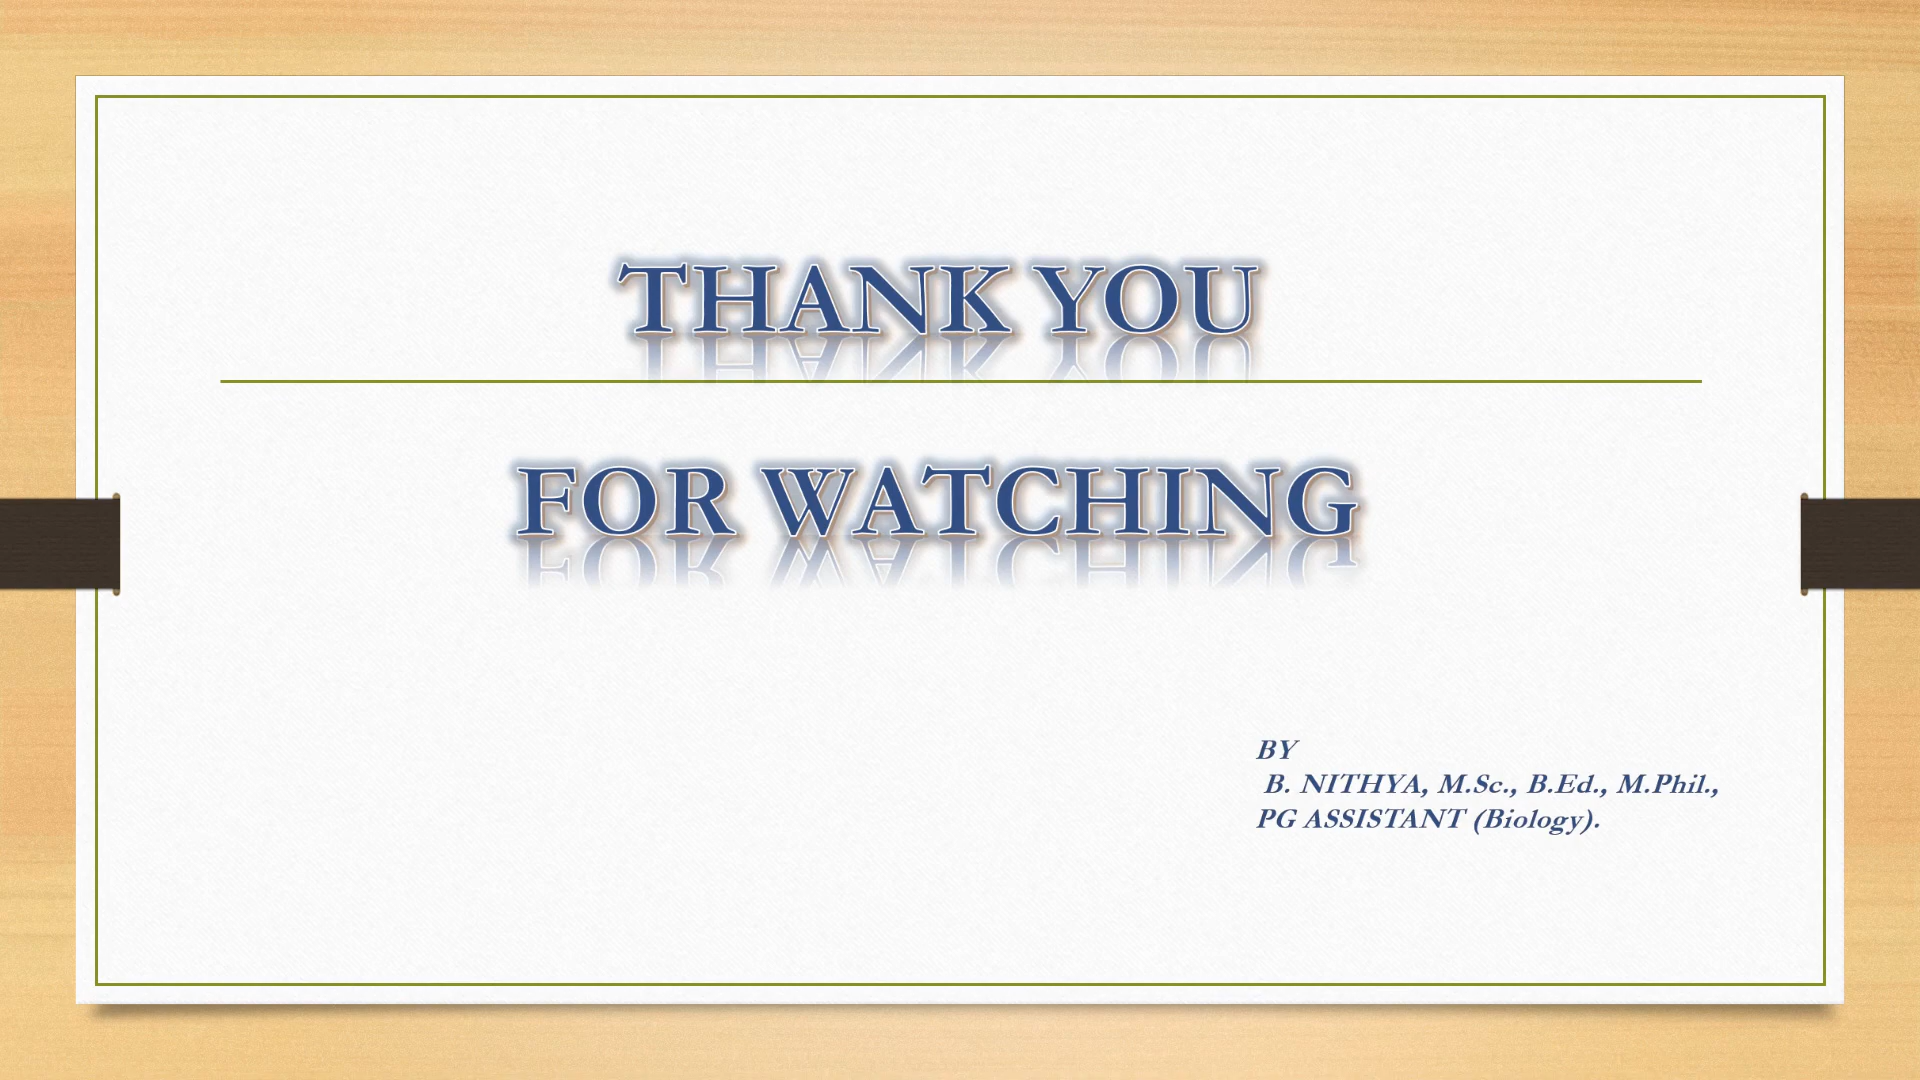 THANK YOU
FOR WATCHING
BY
B. NITHYA, M.Sc., B.Ed., M.Phil.,
PG ASSISTANT (Biology).